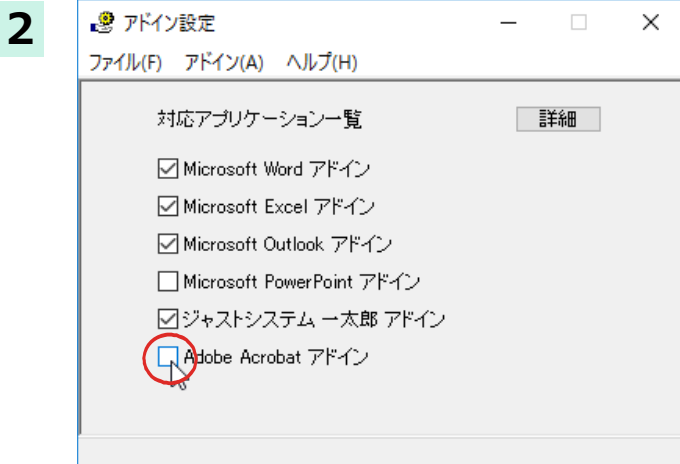 2
アドイン設定
ファイル(F) アドイン(A) ヘルプ(H)
対応アプリケーション一覧 詳細
Microsoft Word アドイン
Microsoft Excel アドイン
Microsoft Outlook アドイン
Microsoft PowerPoint アドイン
ジャストシステム 一太郎 アドイン
Adobe Acrobat アドイン